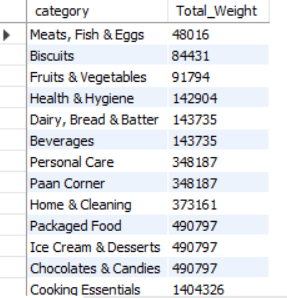 category Total_Weight
Meats, Fish & Eggs 48016
Biscuits 84431
Fruits & Vegetables 91794
Health & Hygiene 142904
Dairy, Bread & Batter 143735
Beverages 143735
Personal Care 348187
Paan Corner 348187
Home & Cleaning 373161
Packaged Food 490797
Ice Cream & Desserts 490797
Chocolates & Candies 490797
Cooking Essentials 1404326